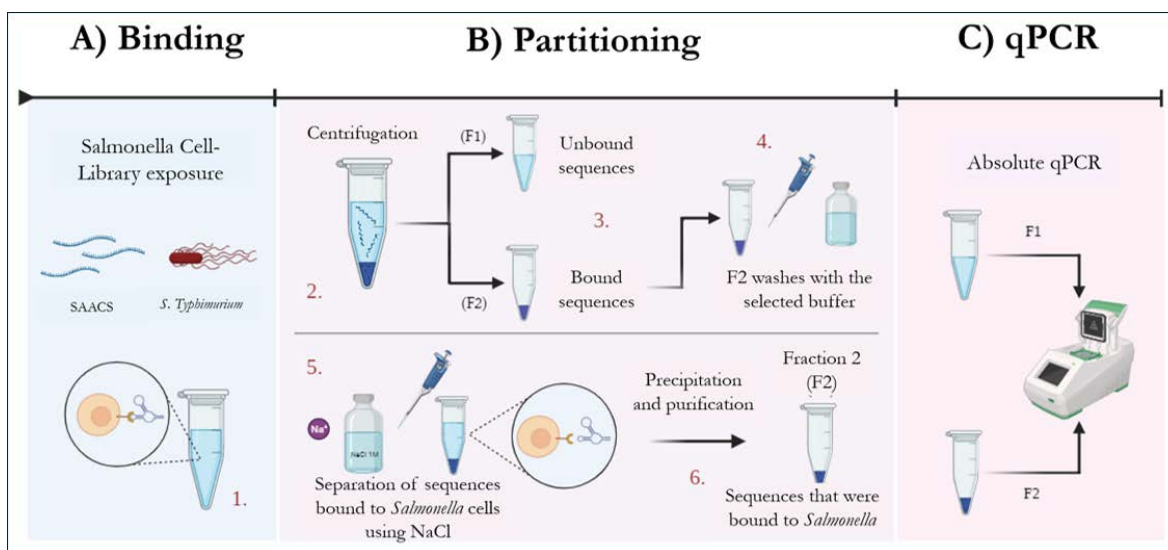 A) Binding
B) Partitioning
C) qPCR
Salmonella Cell-
Library exposure
SAACS
S. Typhimurium
1.
Centrifugation
2.
(F1)
(F2)
Unbound
sequences
3.
Bound
sequences
4.
F2 washes with the
selected buffer
5.
Na+
NaCl 1M
Separation of sequences
bound to Salmonella cells
using NaCl
Precipitation
and purification
6.
Fraction 2
(F2)
Sequences that were
bound to Salmonella
Absolute qPCR
F1
F2